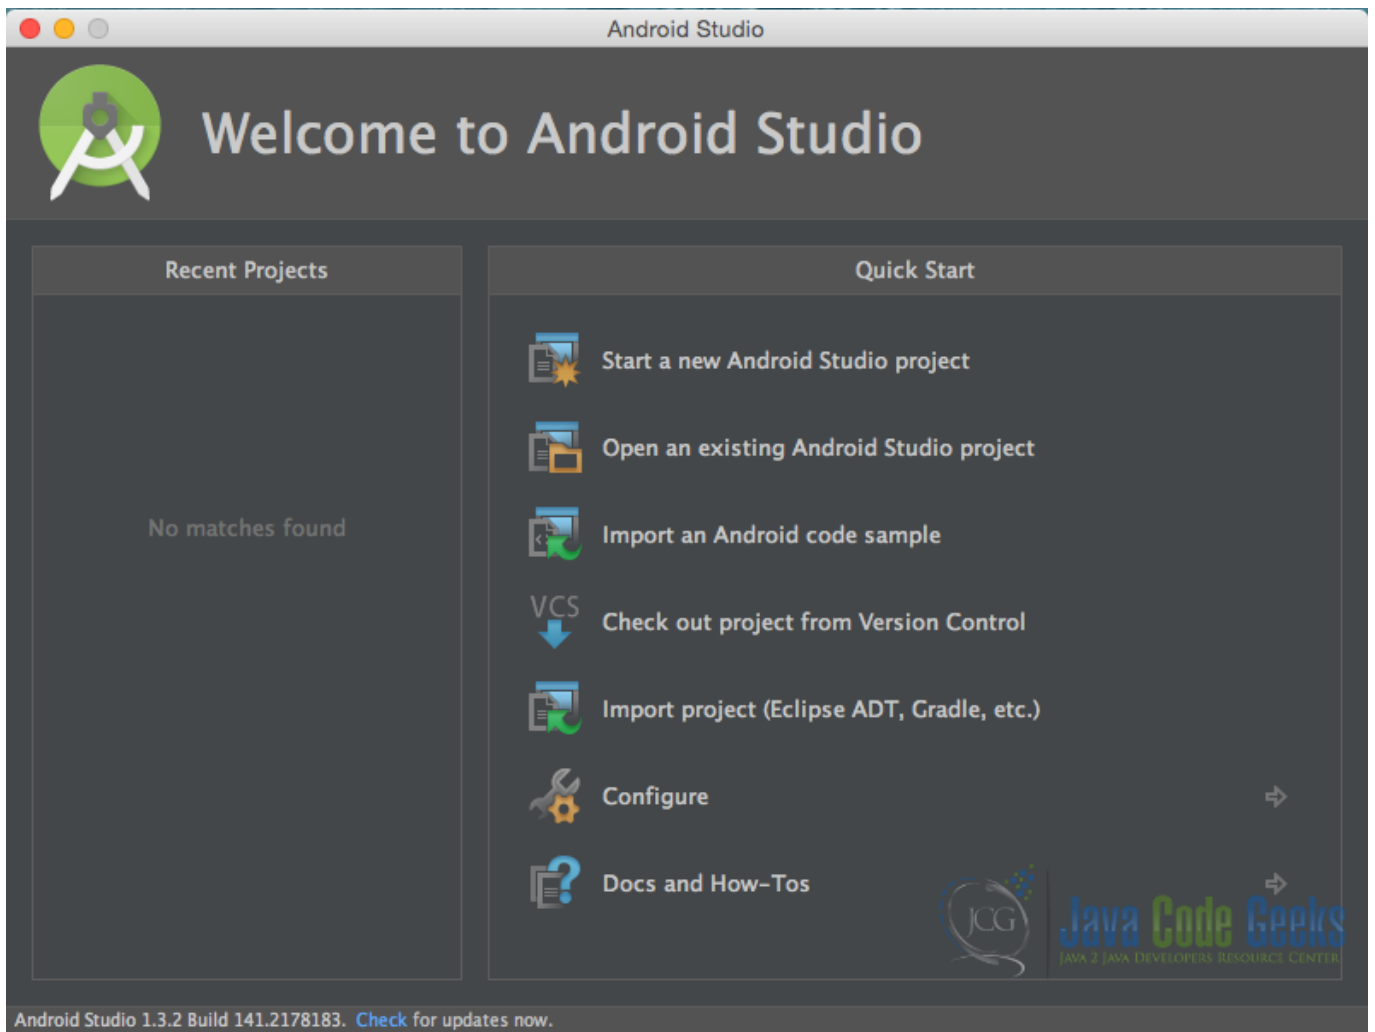 Android Studio
Welcome to Android Studio
Recent Projects
No matches found
Quick Start
Start a new Android Studio project
Open an existing Android Studio project
Import an Android code sample
VCS
Check out project from Version Control
Import project (Eclipse ADT, Gradle, etc.)
Configure
Docs and How-Tos
JCG
Java Code Geeks
JAVA 2 JAVA DEVELOPERS RESOURCE CENTER
Android Studio 1.3.2 Build 141.2178183. Check for updates now.